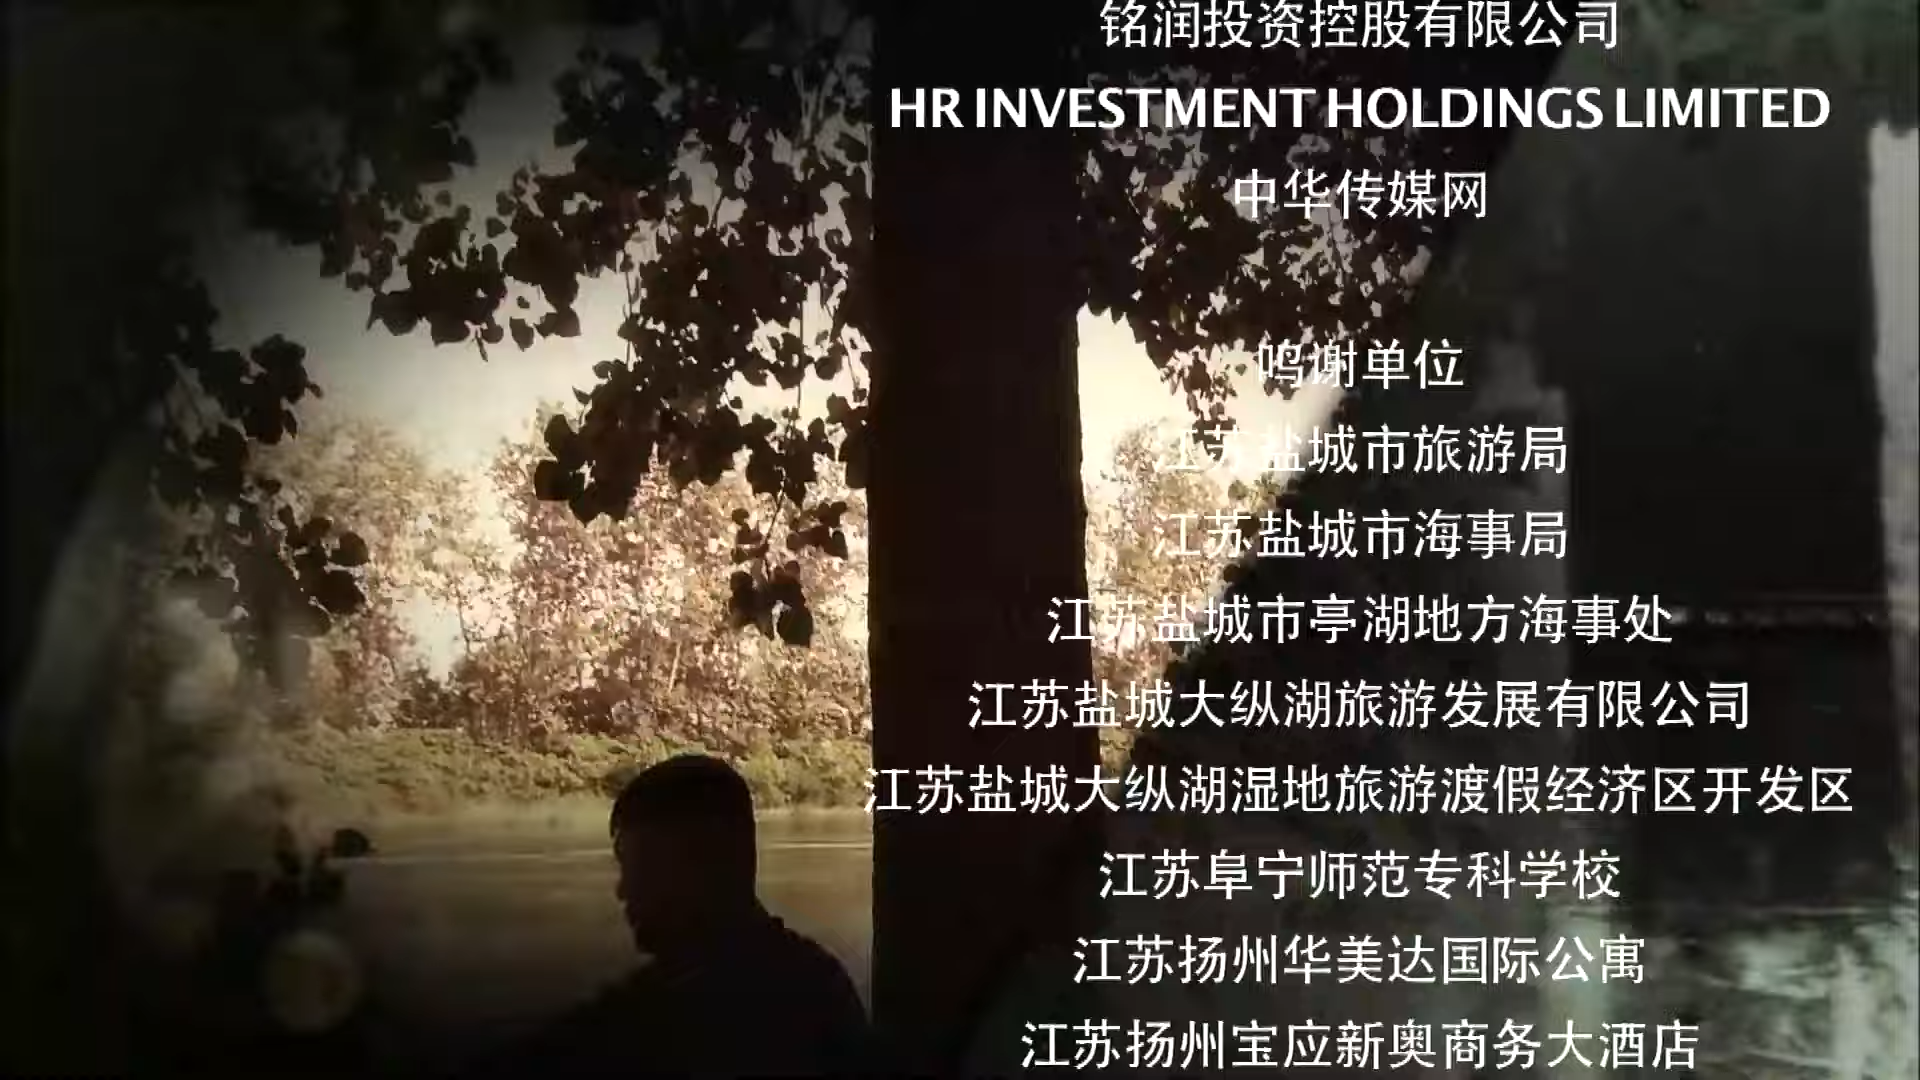 铭润投资控股有限公司
HR INVESTMENT HOLDINGS LIMITED
中华传媒网
鸣谢单位
江苏盐城市旅游局
江苏盐城市海事局
江苏盐城市亭湖地方海事处
江苏盐城大纵湖旅游发展有限公司
江苏盐城大纵湖湿地旅游渡假经济区开发区
江苏阜宁师范专科学校
江苏扬州华美达国际公寓
江苏扬州宝应新奥商务大酒店